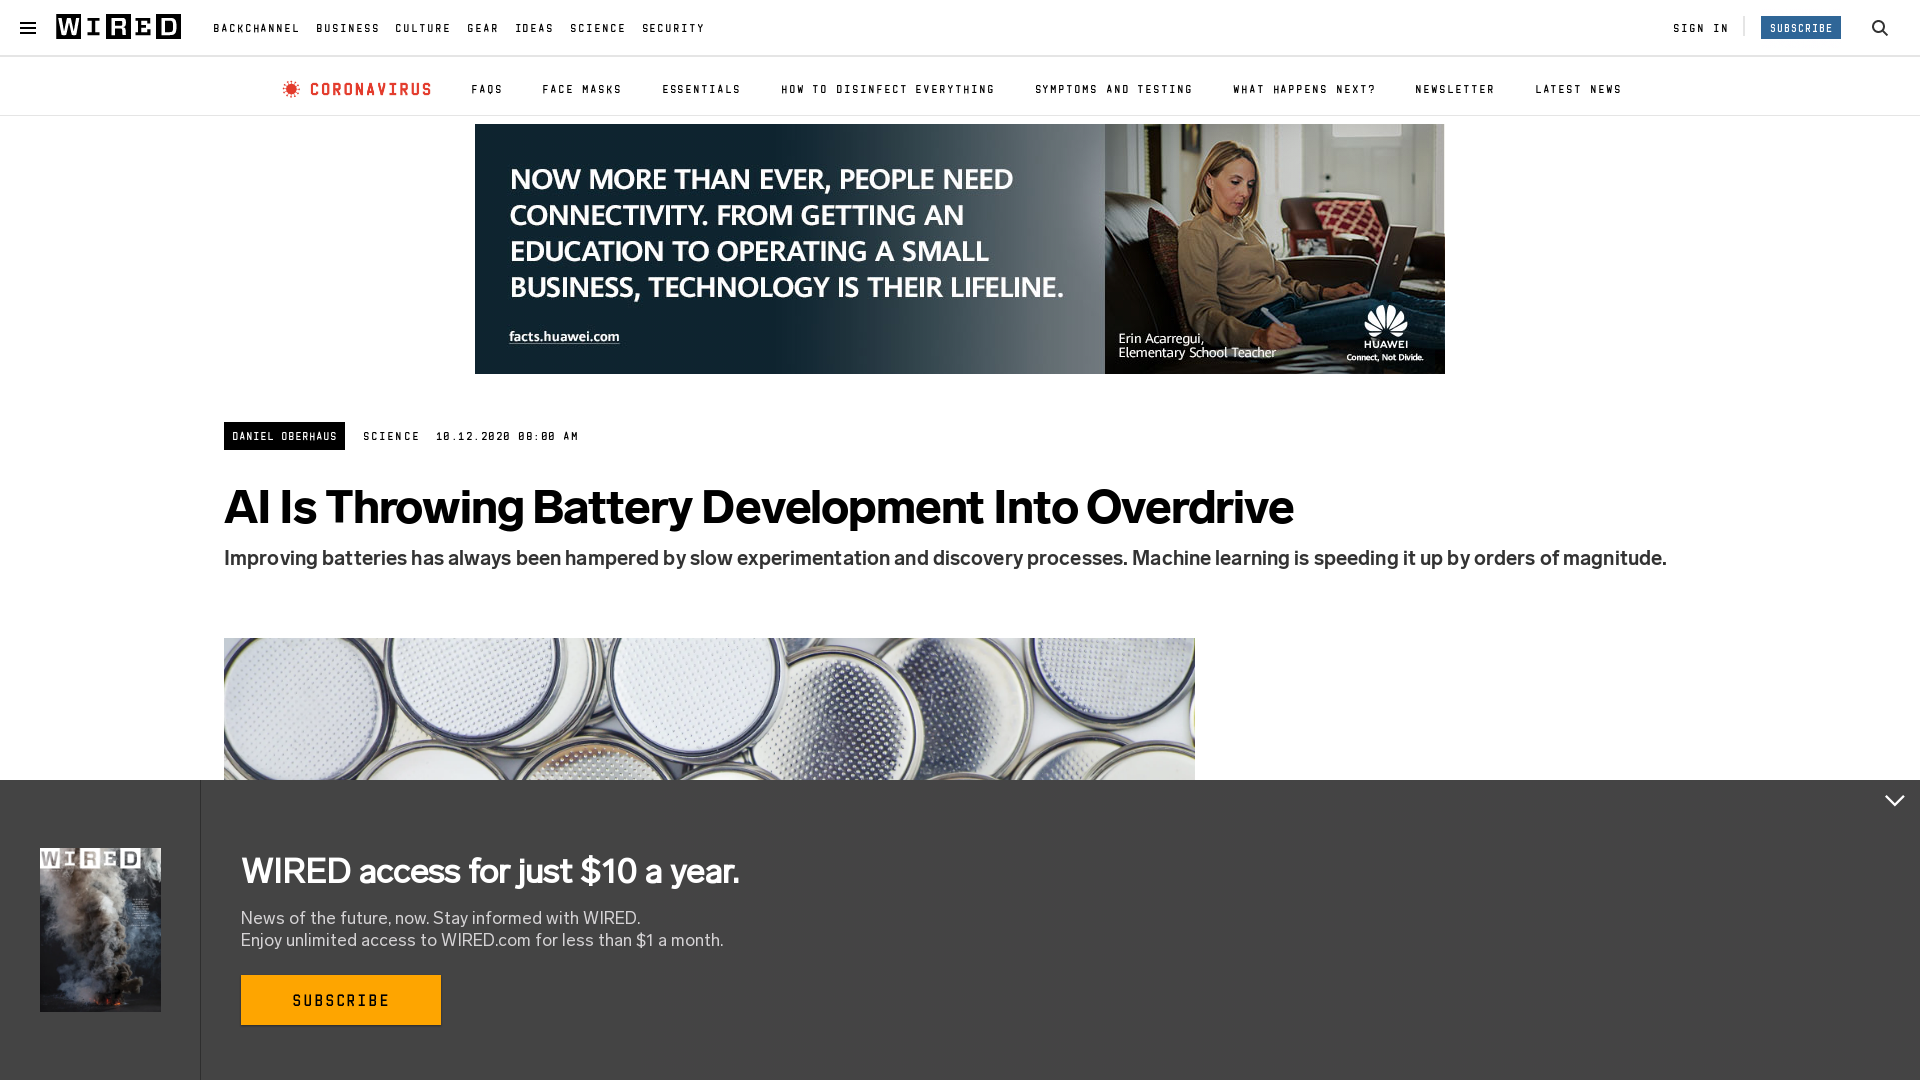 WIRED
BACKCHANNEL BUSINESS CULTURE GEAR IDEAS SCIENCE SECURITY
SIGN IN
SUBSCRIBE
CORONAVIRUS
FAQS
FACE MASKS
ESSENTIALS
HOW TO DISINFECT EVERYTHING
SYMPTOMS AND TESTING
WHAT HAPPENS NEXT?
NEWSLETTER
LATEST NEWS
NOW MORE THAN EVER, PEOPLE NEED
CONNECTIVITY. FROM GETTING AN
EDUCATION TO OPERATING A SMALL
BUSINESS, TECHNOLOGY IS THEIR LIFELINE.
facts.huawei.com
Erin Acarregui,
Elementary School Teacher
HUAWEI
Connect, Not Divide.
DANIEL OBERHAUS
SCIENCE
10.12.2020 08:00 AM
AI Is Throwing Battery Development Into Overdrive
Improving batteries has always been hampered by slow experimentation and discovery processes. Machine learning is speeding it up by orders of magnitude.
WIRED
WIRED access for just $10 a year.
News of the future, now. Stay informed with WIRED.
Enjoy unlimited access to WIRED.com for less than $1 a month.
SUBSCRIBE